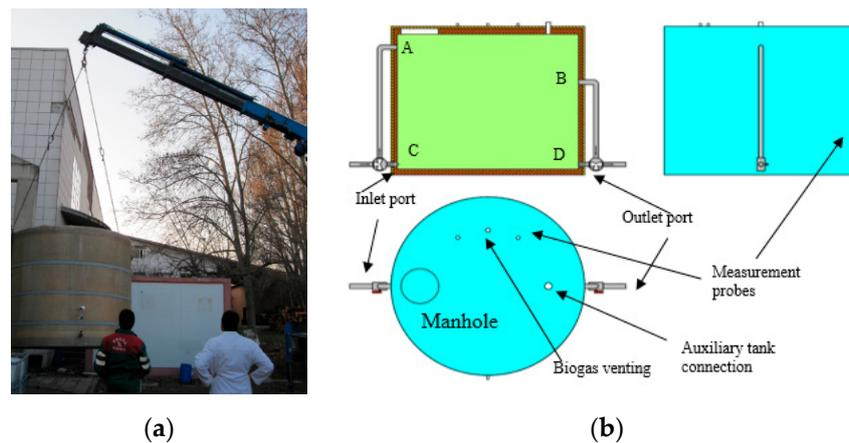 A
B
C
D
Inlet port
Outlet port
Measurement
probes
Manhole
Auxiliary tank
connection
Biogas venting
(a)
(b)